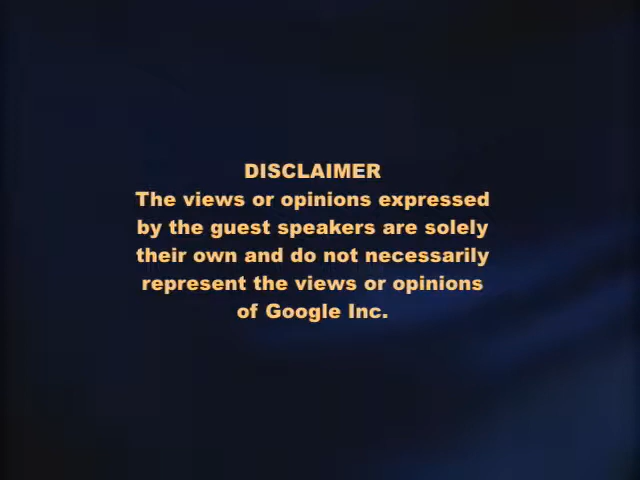 DISCLAIMER
The views or opinions expressed
by the guest speakers are solely
their own and do not necessarily
represent the views or opinions
of Google Inc.